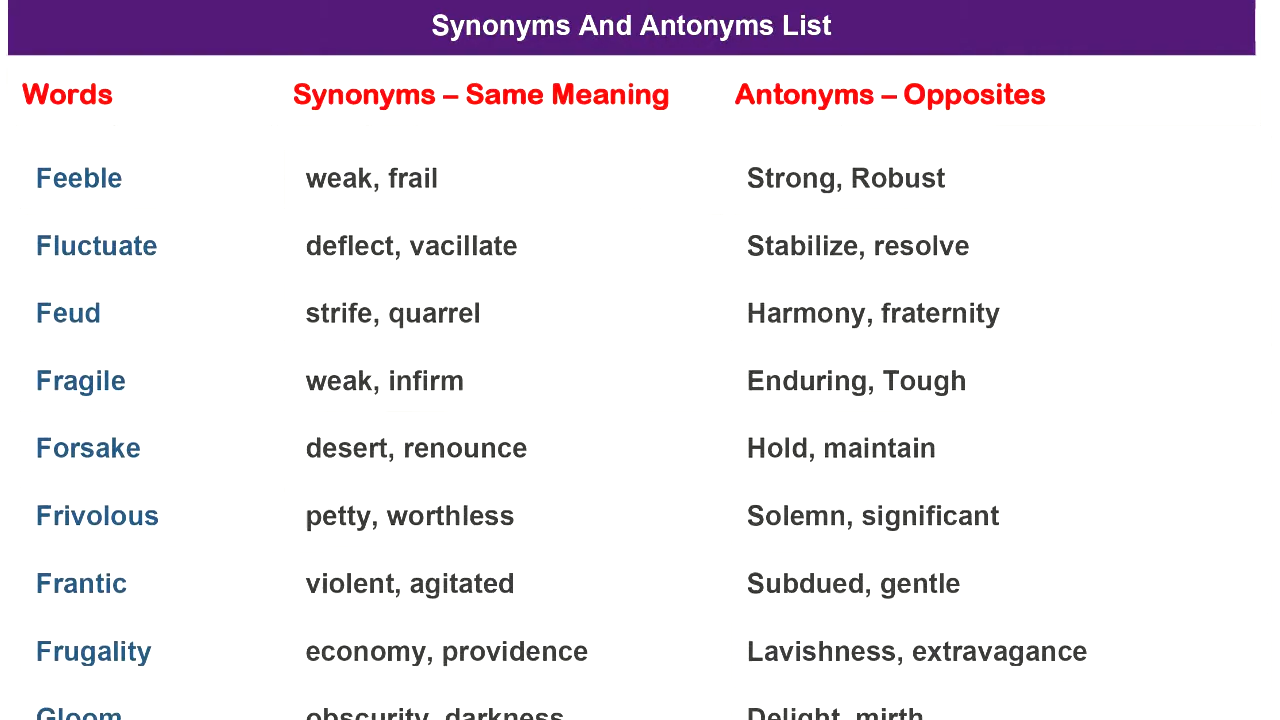 Synonyms And Antonyms List
Words Synonyms – Same Meaning Antonyms – Opposites
Feeble weak, frail Strong, Robust
Fluctuate deflect, vacillate Stabilize, resolve
Feud strife, quarrel Harmony, fraternity
Fragile weak, infirm Enduring, Tough
Forsake desert, renounce Hold, maintain
Frivolous petty, worthless Solemn, significant
Frantic violent, agitated Subdued, gentle
Frugality economy, providence Lavishness, extravagance
Gloom obscurity, darkness Delight, mirth